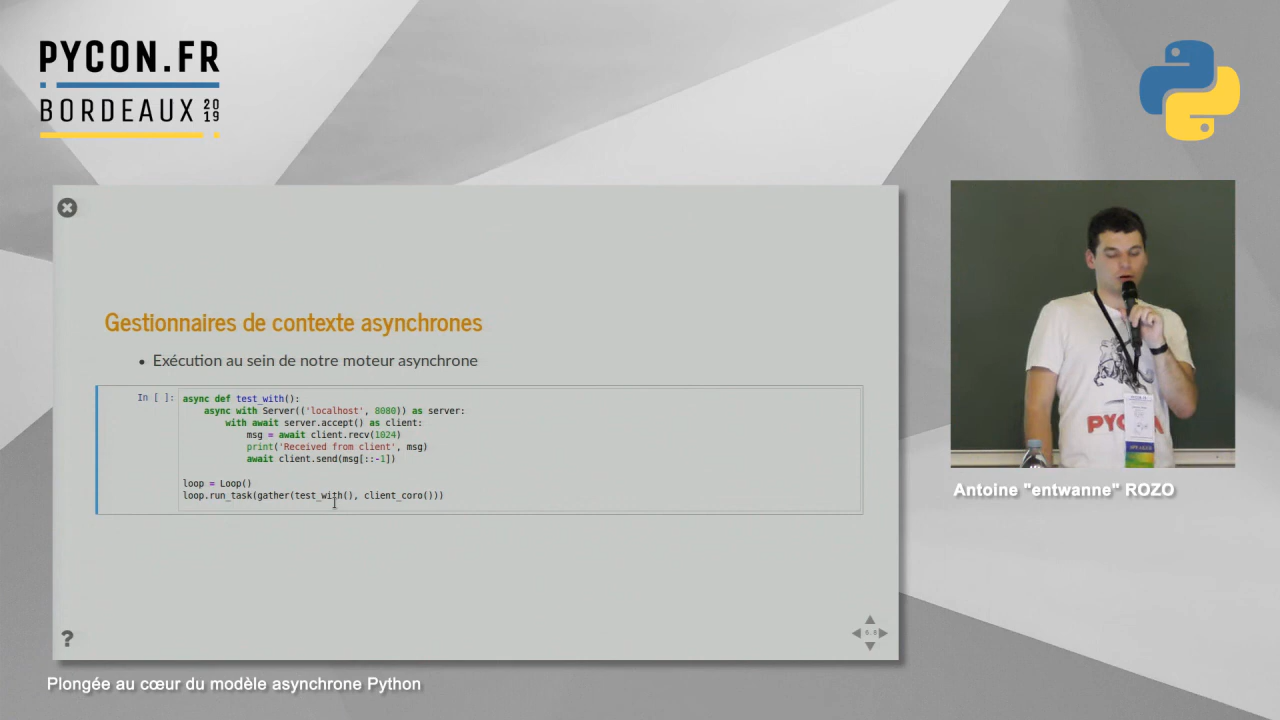 PYCON.FR
BORDEAUX 2019
Gestionnaires de contexte asynchrones
• Exécution au sein de notre moteur asynchrone
In [ ]:
async def test_with():
    async with Server(('localhost', 8080)) as server:
        with await server.accept() as client:
            msg = await client.recv(1024)
            print('Received from client', msg)
            await client.send(msg[::-1])
loop = Loop()
loop.run_task(gather(test_with(), client_coro()))
?
6.8
Antoine "entwanne" ROZO
Plongée au cœur du modèle asynchrone Python